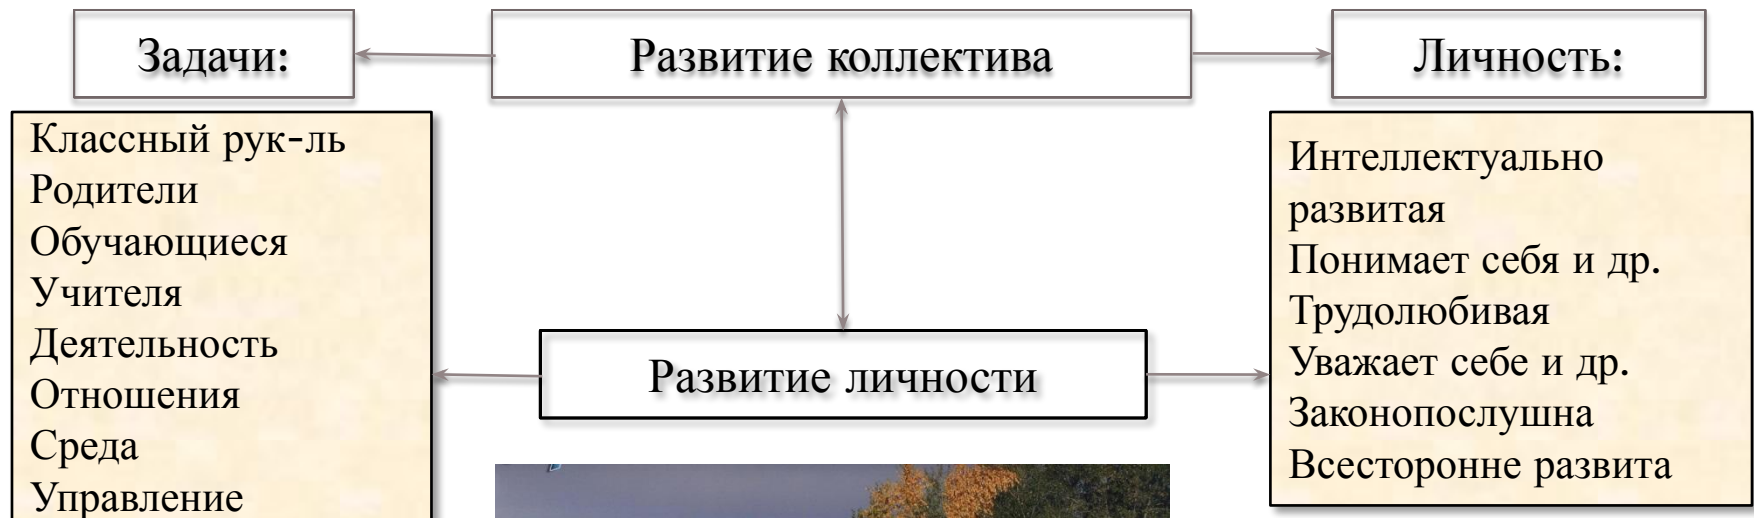 Задачи:
Развитие коллектива
Личность:
Классный рук-ль
Родители
Обучающиеся
Учителя
Деятельность
Отношения
Среда
Управление
Развитие личности
Интеллектуально
развитая
Понимает себя и др.
Трудолюбивая
Уважает себе и др.
Законопослушна
Всесторонне развита